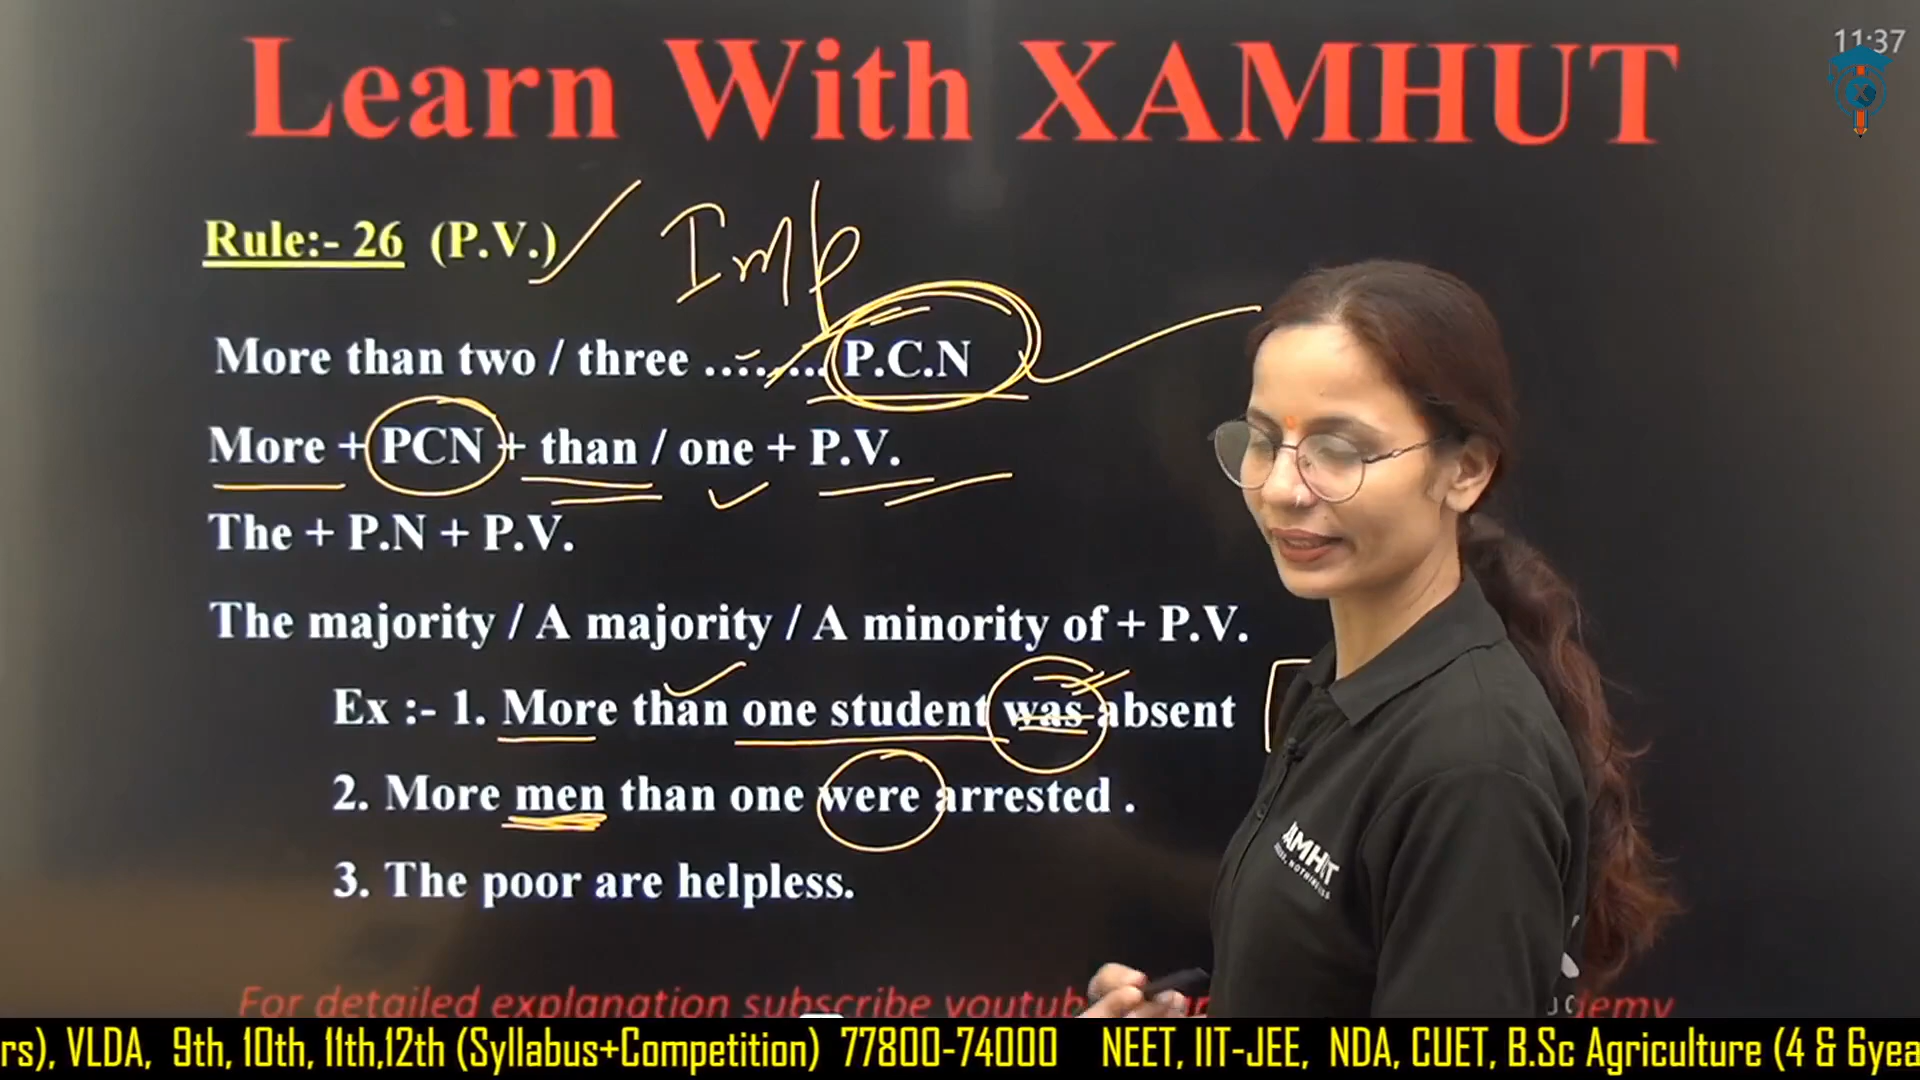 Learn With XAMHUT
11:37
Rule:- 26 (P.V.)
Imp
More than two / three ........ P.C.N
More + PCN + than / one + P.V.
The + P.N + P.V.
The majority / A majority / A minority of + P.V.
Ex :- 1. More than one student was absent
2. More men than one were arrested .
3. The poor are helpless.
For detailed explanation subscribe
rs), VLDA, 9th, 10th, 11th,12th (Syllabus+Competition) 77800-74000 NEET, IIT-JEE, NDA, CUET, B.Sc Agriculture (4 & 6yea